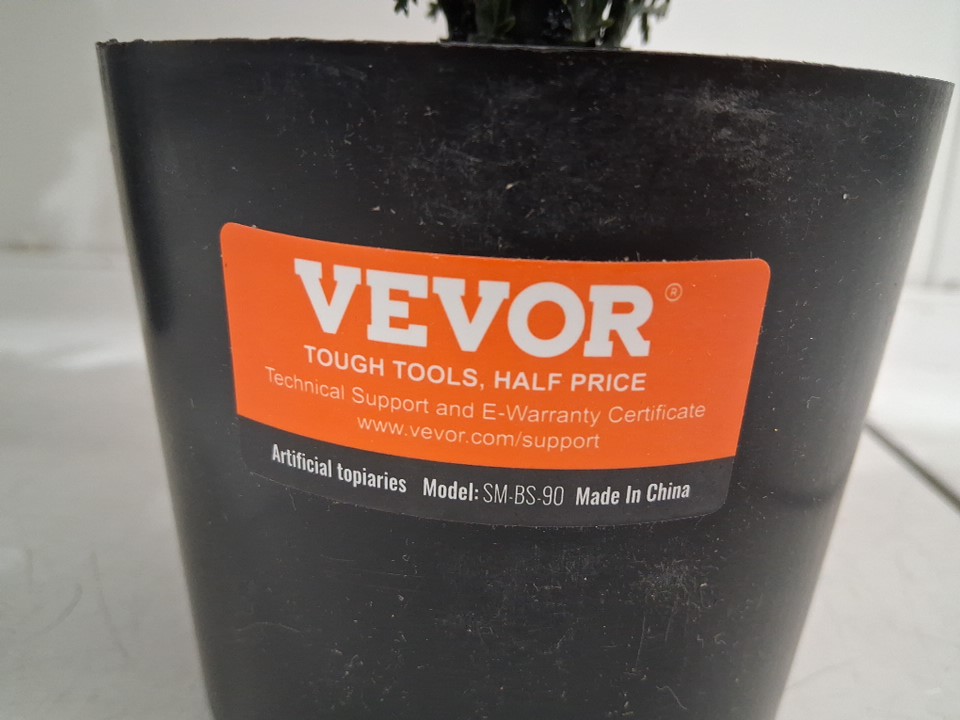 VEVOR®
TOUGH TOOLS, HALF PRICE
Technical Support and E-Warranty Certificate
www.vevor.com/support
Artificial topiaries Model: SM-BS-90 Made In China